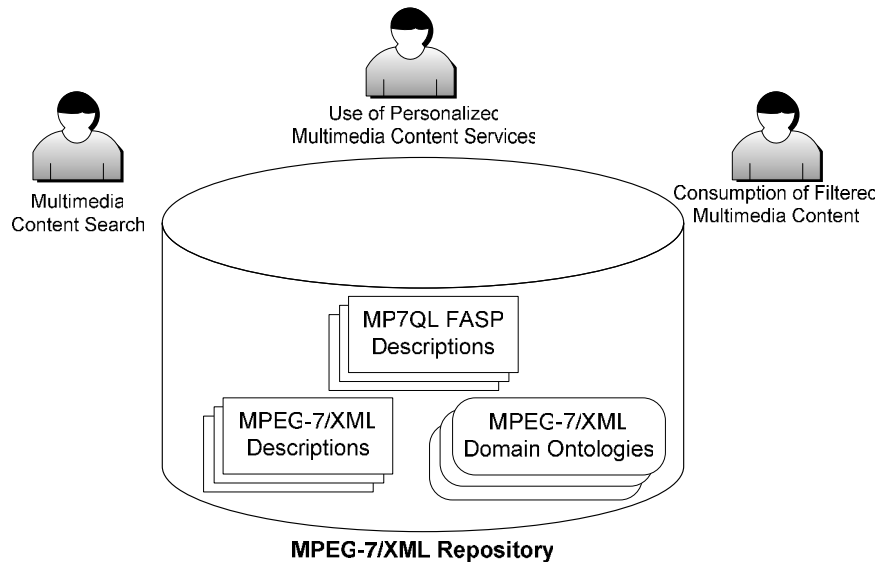 Use of Personalized
Multimedia Content Services
Multimedia
Content Search
Consumption of Filtered
Multimedia Content
MP7QL FASP
Descriptions
MPEG-7/XML
Descriptions
MPEG-7/XML
Domain Ontologies
MPEG-7/XML Repository